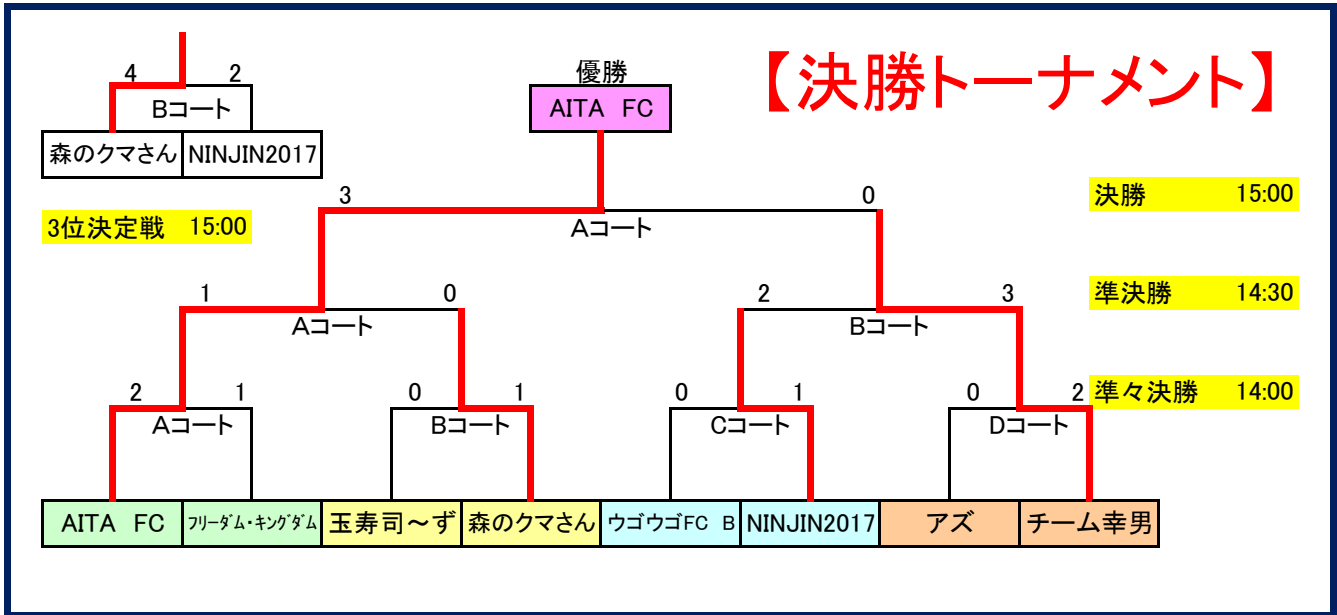 【決勝トーナメント】
優勝
AITA　FC
4 2
Bコート
森のクマさん NINJIN2017
3位決定戦 15:00
3 0
Aコート
決勝 15:00
1 0 2 3
Aコート Bコート
準決勝 14:30
2 1 0 1 0 1 0 2
Aコート Bコート Cコート Dコート
準々決勝 14:00
AITA　FC ﾌﾘｰﾀﾞﾑ・ｷﾝｸﾞﾀﾞﾑ 玉寿司～ず 森のクマさん ウゴウゴFC　B NINJIN2017 アズ チーム幸男